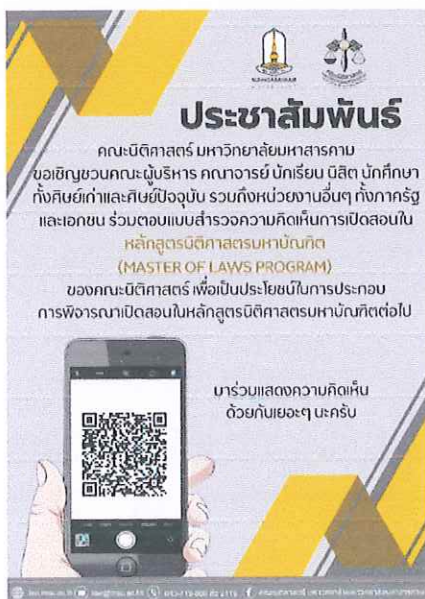 MAHASARAKHAM
ประชาสัมพันธ์
คณะนิติศาสตร์ มหาวิทยาลัยมหาสารคาม
ขอเชิญชวนคณะผู้บริหาร คณาจารย์ นักเรียน นิสิต นักศึกษา
ทั้งศิษย์เก่าและศิษย์ปัจจุบัน รวมถึงหน่วยงานอื่นๆ ทั้งภาครัฐ
และเอกชน ร่วมตอบแบบสำรวจความคิดเห็นการเปิดสอนใน
หลักสูตรนิติศาสตรมหาบัณฑิต
(MASTER OF LAWS PROGRAM)
ของคณะนิติศาสตร์ เพื่อเป็นประโยชน์ในการประกอบ
การพิจารณาเปิดสอนในหลักสูตรนิติศาสตรมหาบัณฑิตต่อไป
มาร่วมแสดงความคิดเห็น
ด้วยกันเยอะๆ นะครับ